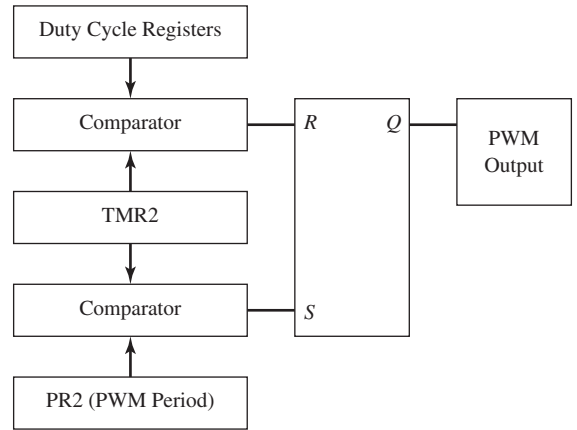 Duty Cycle Registers
Comparator
R
Q
PWM
Output
TMR2
Comparator
S
PR2 (PWM Period)